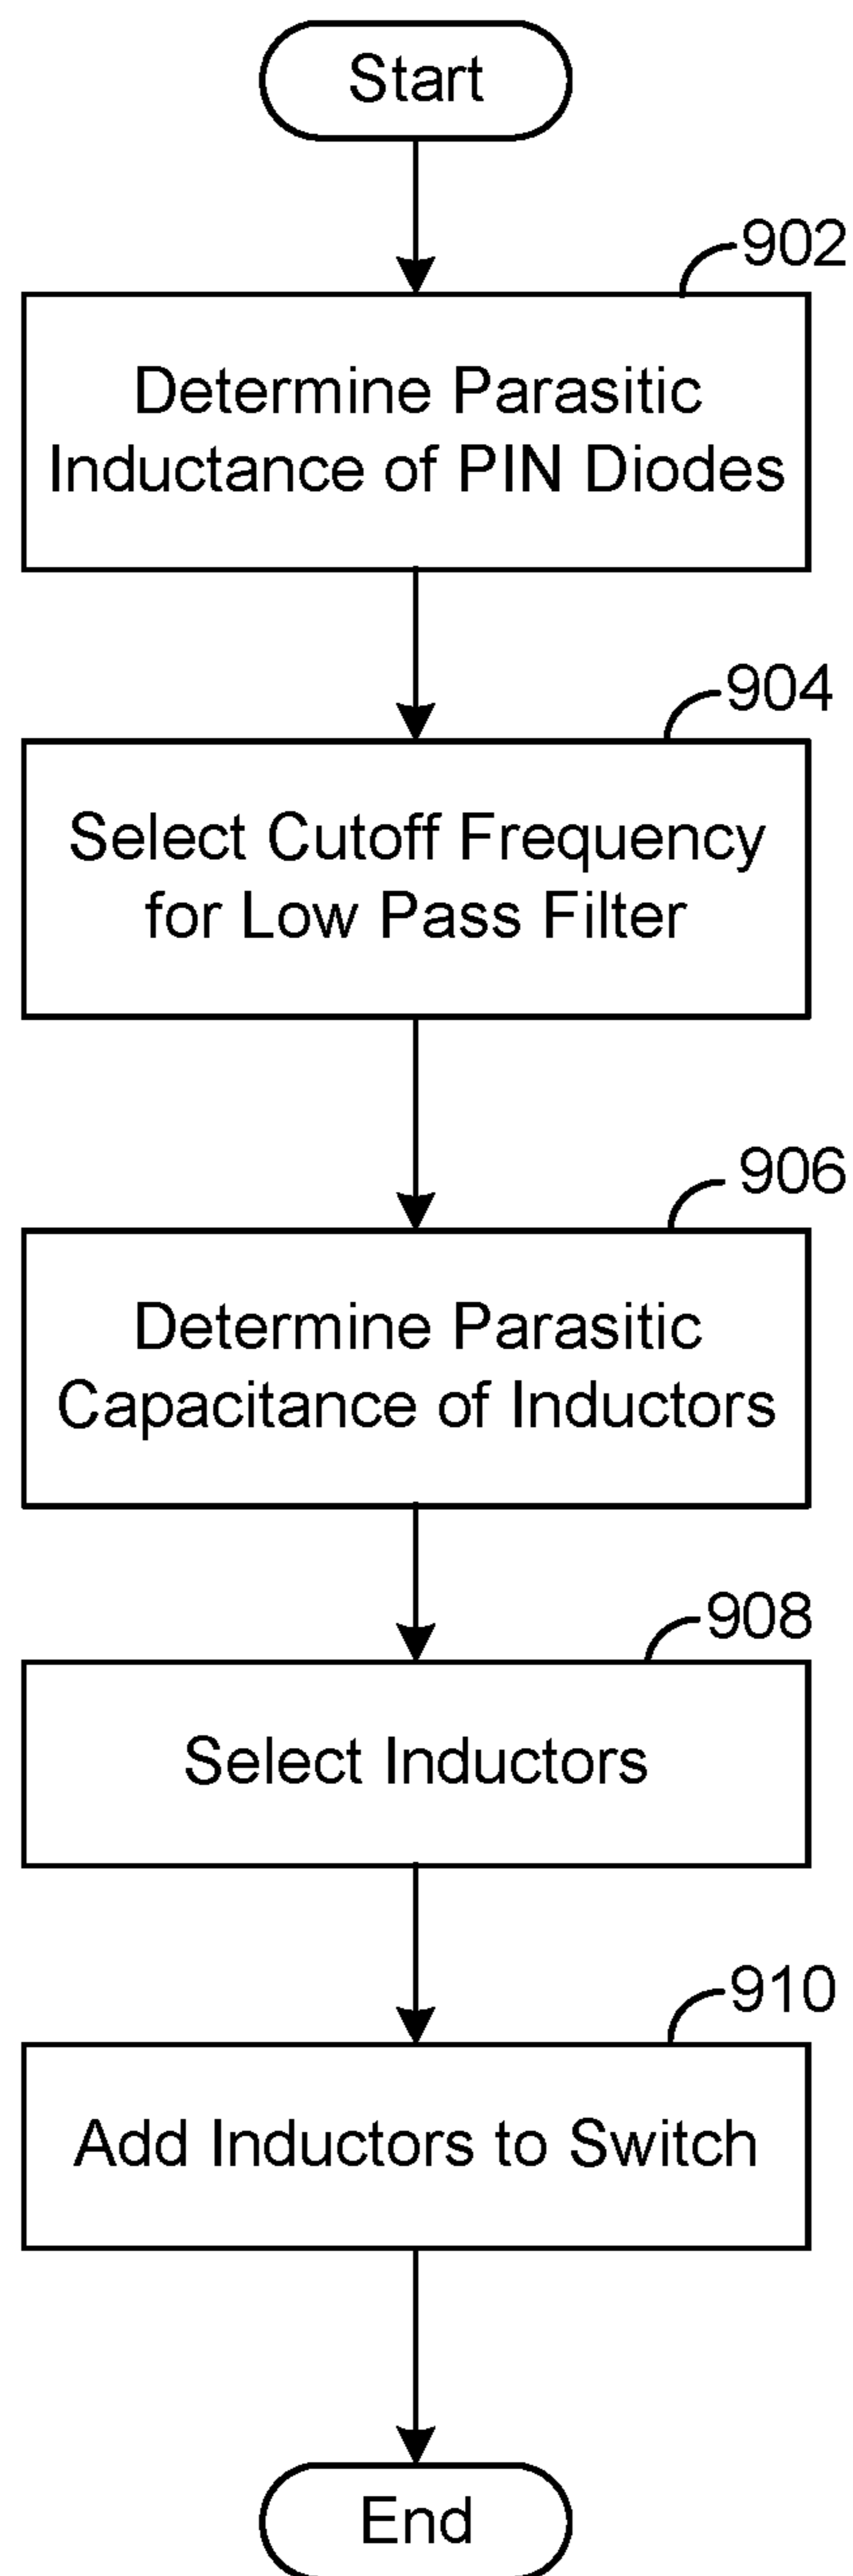 Start
902
Determine Parasitic
Inductance of PIN Diodes
904
Select Cutoff Frequency
for Low Pass Filter
906
Determine Parasitic
Capacitance of Inductors
908
Select Inductors
910
Add Inductors to Switch
End